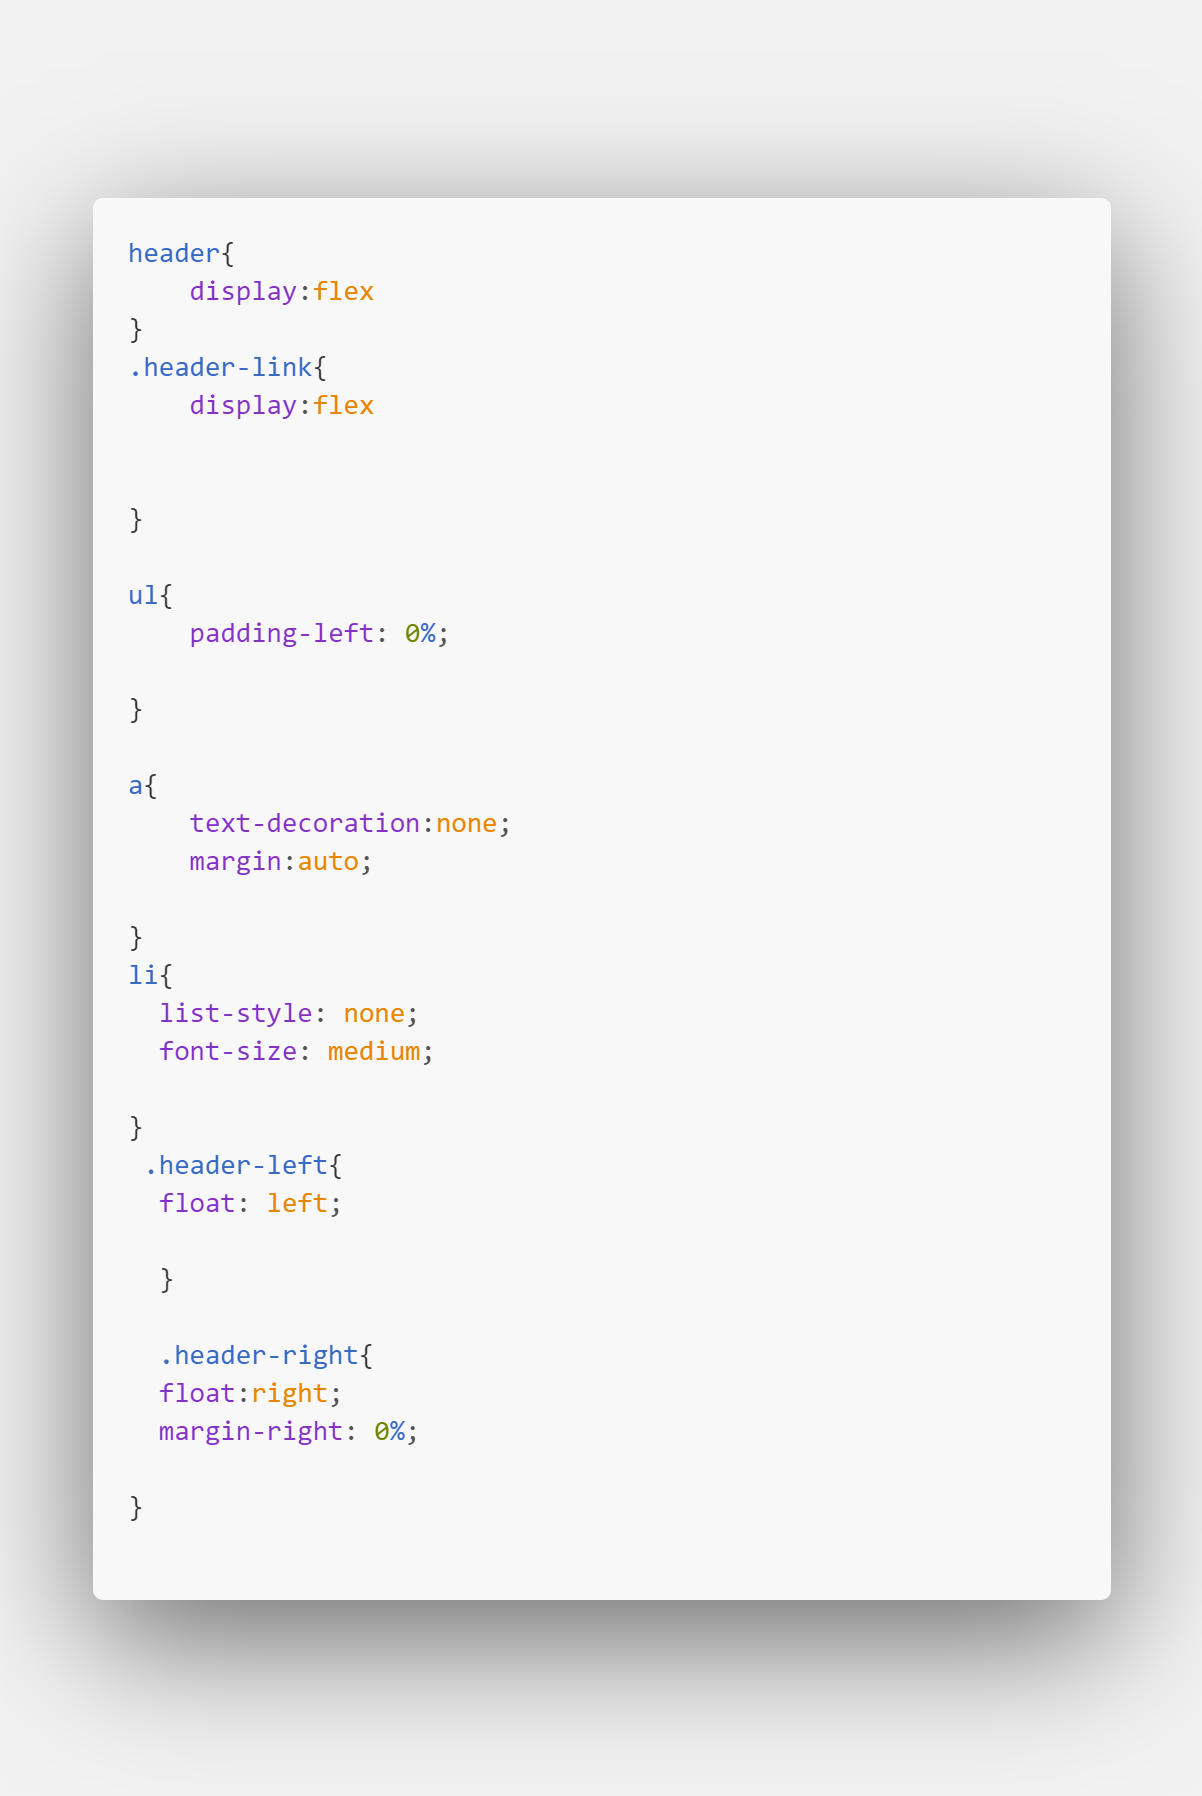 header{
    display:flex
}
.header-link{
    display:flex
}
ul{
    padding-left: 0%;
}
a{
    text-decoration:none;
    margin:auto;
}
li{
  list-style: none;
  font-size: medium;
}
 .header-left{
  float: left;
  }
  .header-right{
  float:right;
  margin-right: 0%;
}